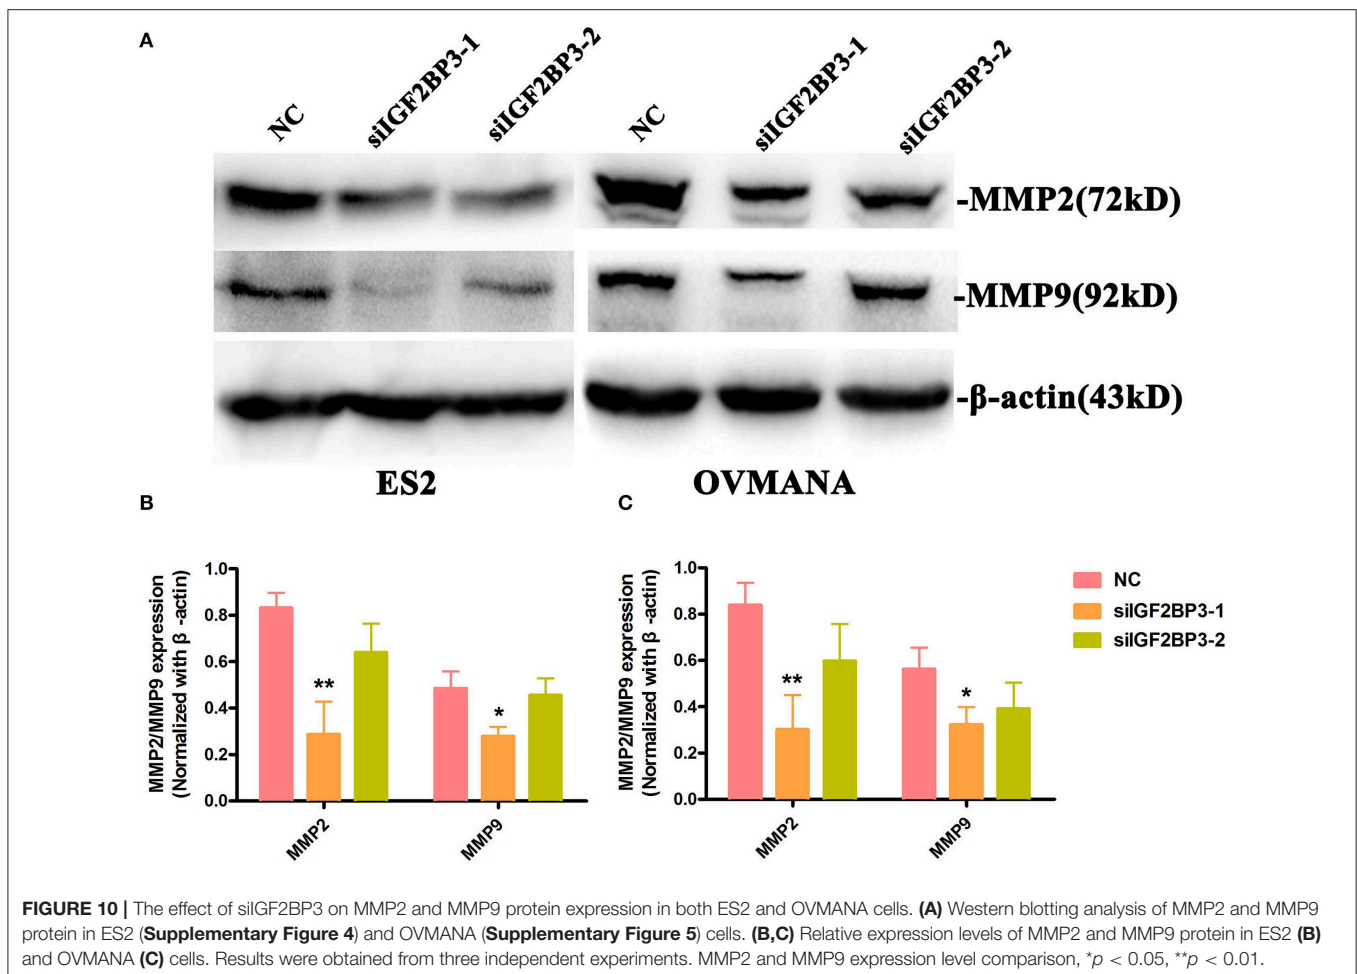 A
NC
siIGF2BP3-1
siIGF2BP3-2
NC
siIGF2BP3-1
siIGF2BP3-2
-MMP2(72kD)
-MMP9(92kD)
-β-actin(43kD)
ES2
OVMANA
B
MMP2/MMP9 expression
(Normalized with β -actin)
1.0
0.8
0.6
0.4
0.2
0.0
**
*
MMP2
MMP9
C
MMP2/MMP9 expression
(Normalized with β -actin)
1.0
0.8
0.6
0.4
0.2
0.0
**
*
MMP2
MMP9
NC
siIGF2BP3-1
siIGF2BP3-2
FIGURE 10 | The effect of siIGF2BP3 on MMP2 and MMP9 protein expression in both ES2 and OVMANA cells. (A) Western blotting analysis of MMP2 and MMP9
protein in ES2 (Supplementary Figure 4) and OVMANA (Supplementary Figure 5) cells. (B,C) Relative expression levels of MMP2 and MMP9 protein in ES2 (B)
and OVMANA (C) cells. Results were obtained from three independent experiments. MMP2 and MMP9 expression level comparison, *p < 0.05, **p < 0.01.